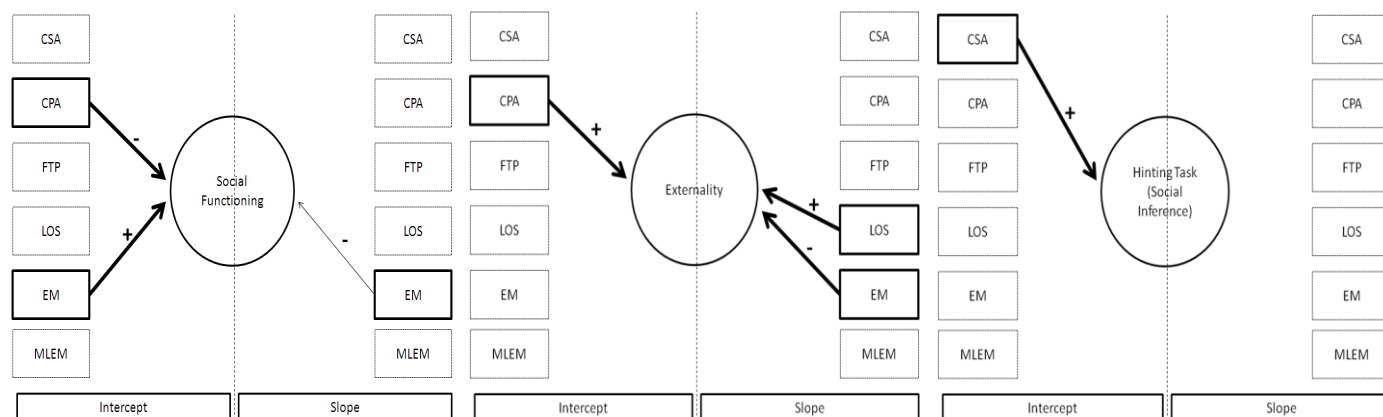 CSA
CPA
FTP
LOS
EM
MLEM
-
+
Social
Functioning
-
CSA
CPA
FTP
LOS
EM
MLEM
Intercept
Slope
CSA
CPA
FTP
LOS
EM
MLEM
+
Externality
+
-
CSA
CPA
FTP
LOS
EM
MLEM
Intercept
Slope
CSA
CPA
FTP
LOS
EM
MLEM
+
Hinting Task
(Social
Inference)
CSA
CPA
FTP
LOS
EM
MLEM
Intercept
Slope